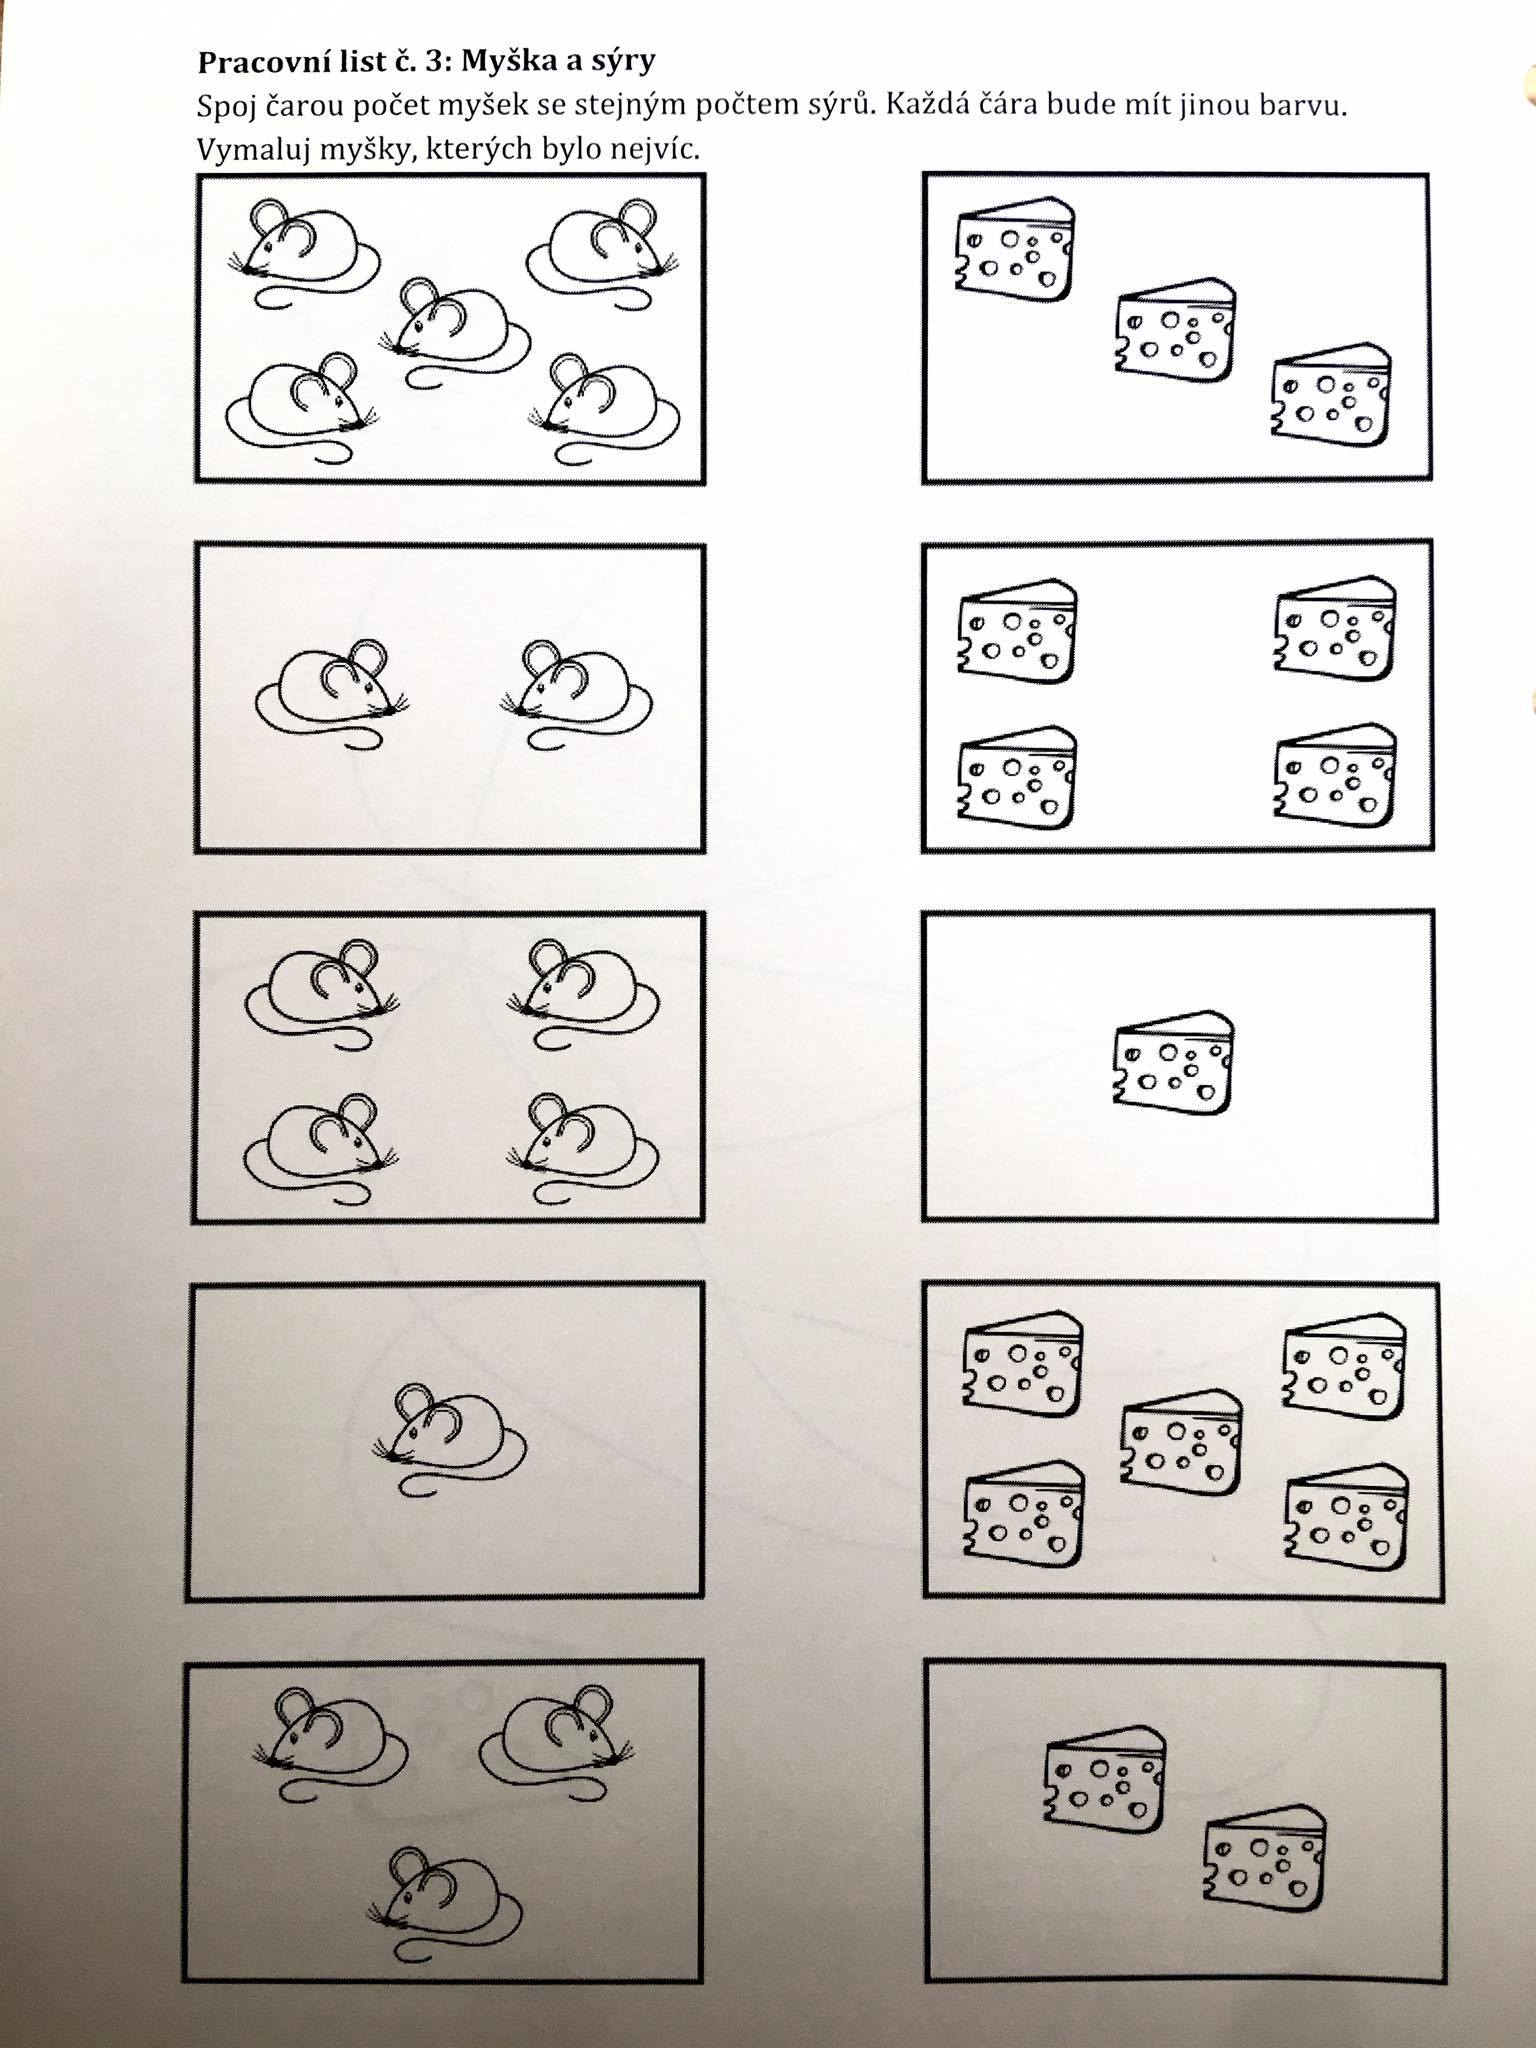 Pracovní list č. 3: Myška a sýry
Spoj čarou počet myšek se stejným počtem sýrů. Každá čára bude mít jinou barvu.
Vymaluj myšky, kterých bylo nejvíc.